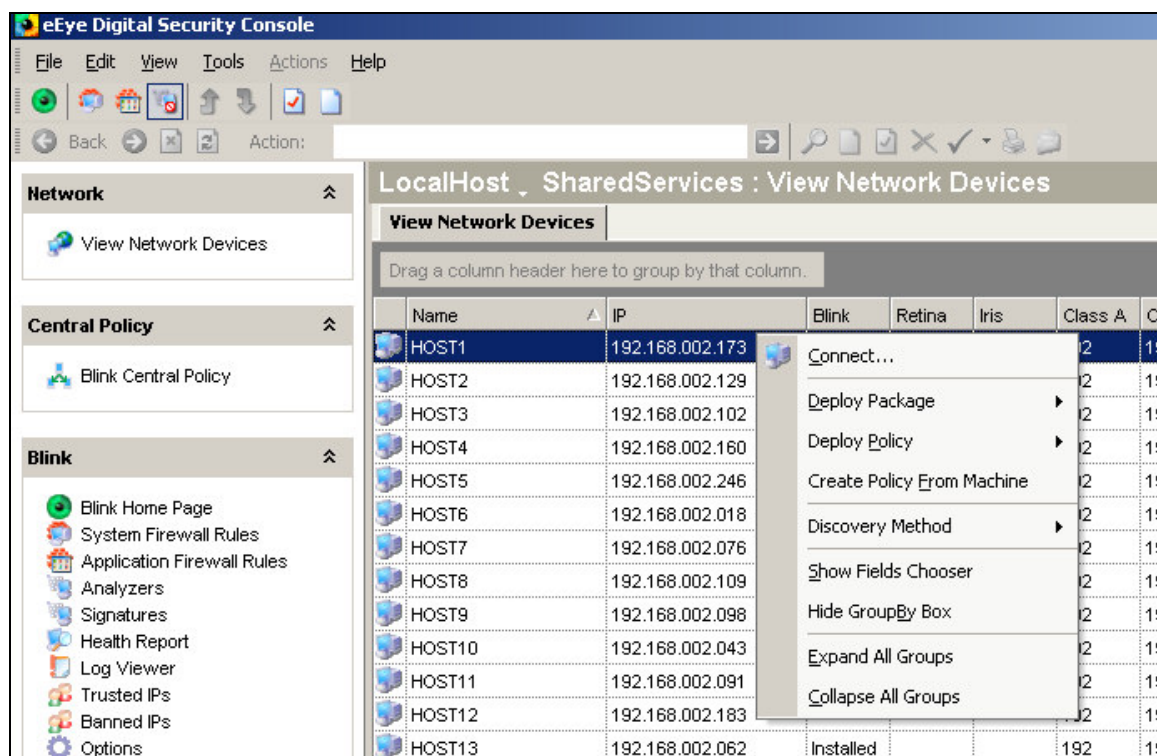 eEye Digital Security Console
File Edit View Tools Actions Help
Back Action:
Network
View Network Devices
Central Policy
Blink Central Policy
Blink
Blink Home Page
System Firewall Rules
Application Firewall Rules
Analyzers
Signatures
Health Report
Log Viewer
Trusted IPs
Banned IPs
Options
LocalHost SharedServices : View Network Devices
View Network Devices
Drag a column header here to group by that column.
Name IP Blink Retina Iris Class A
HOST1 192.168.002.173
HOST2 192.168.002.129
HOST3 192.168.002.102
HOST4 192.168.002.160
HOST5 192.168.002.246
HOST6 192.168.002.018
HOST7 192.168.002.076
HOST8 192.168.002.109
HOST9 192.168.002.098
HOST10 192.168.002.043
HOST11 192.168.002.091
HOST12 192.168.002.183
HOST13 192.168.002.062 Installed 192
Connect...
Deploy Package
Deploy Policy
Create Policy From Machine
Discovery Method
Show Fields Chooser
Hide GroupBy Box
Expand All Groups
Collapse All Groups